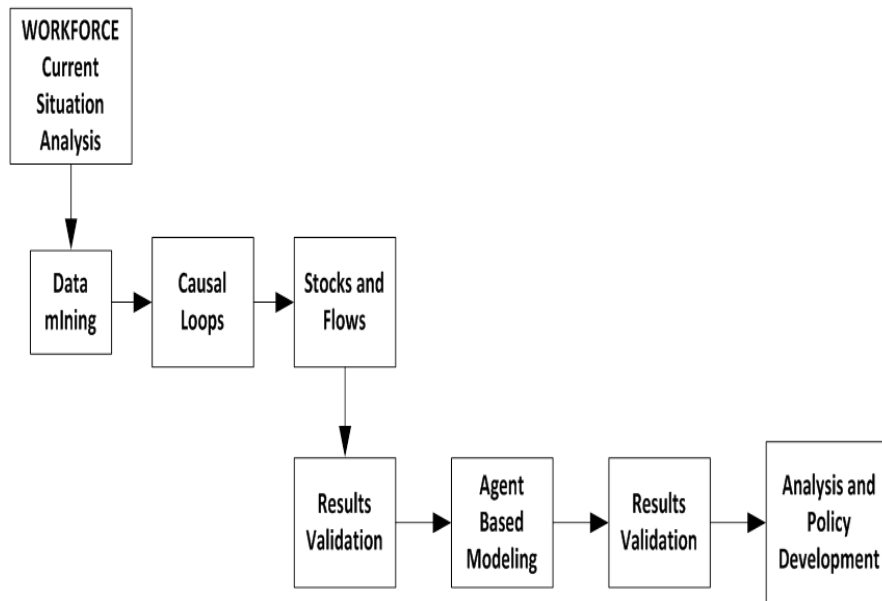 WORKFORCE
Current
Situation
Analysis
Data
mIning
Causal
Loops
Stocks and
Flows
Results
Validation
Agent
Based
Modeling
Results
Validation
Analysis and
Policy
Development